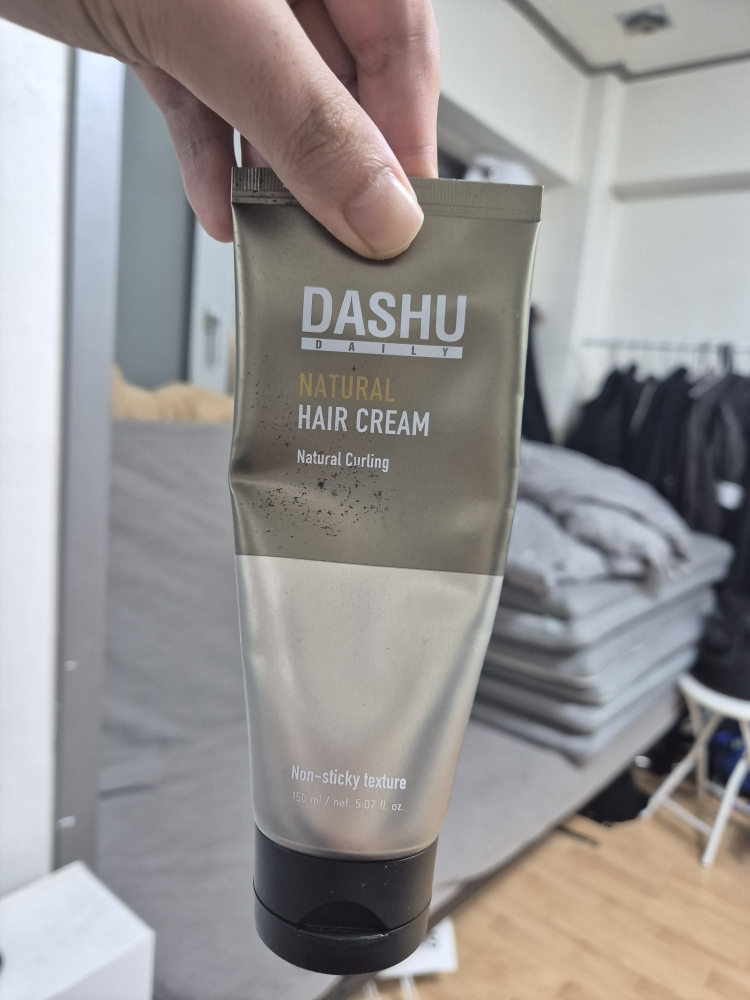 DASHU
DAILY
NATURAL
HAIR CREAM
Natural Curling
Non-sticky texture
150 ml / net. 5.07 fl. oz.